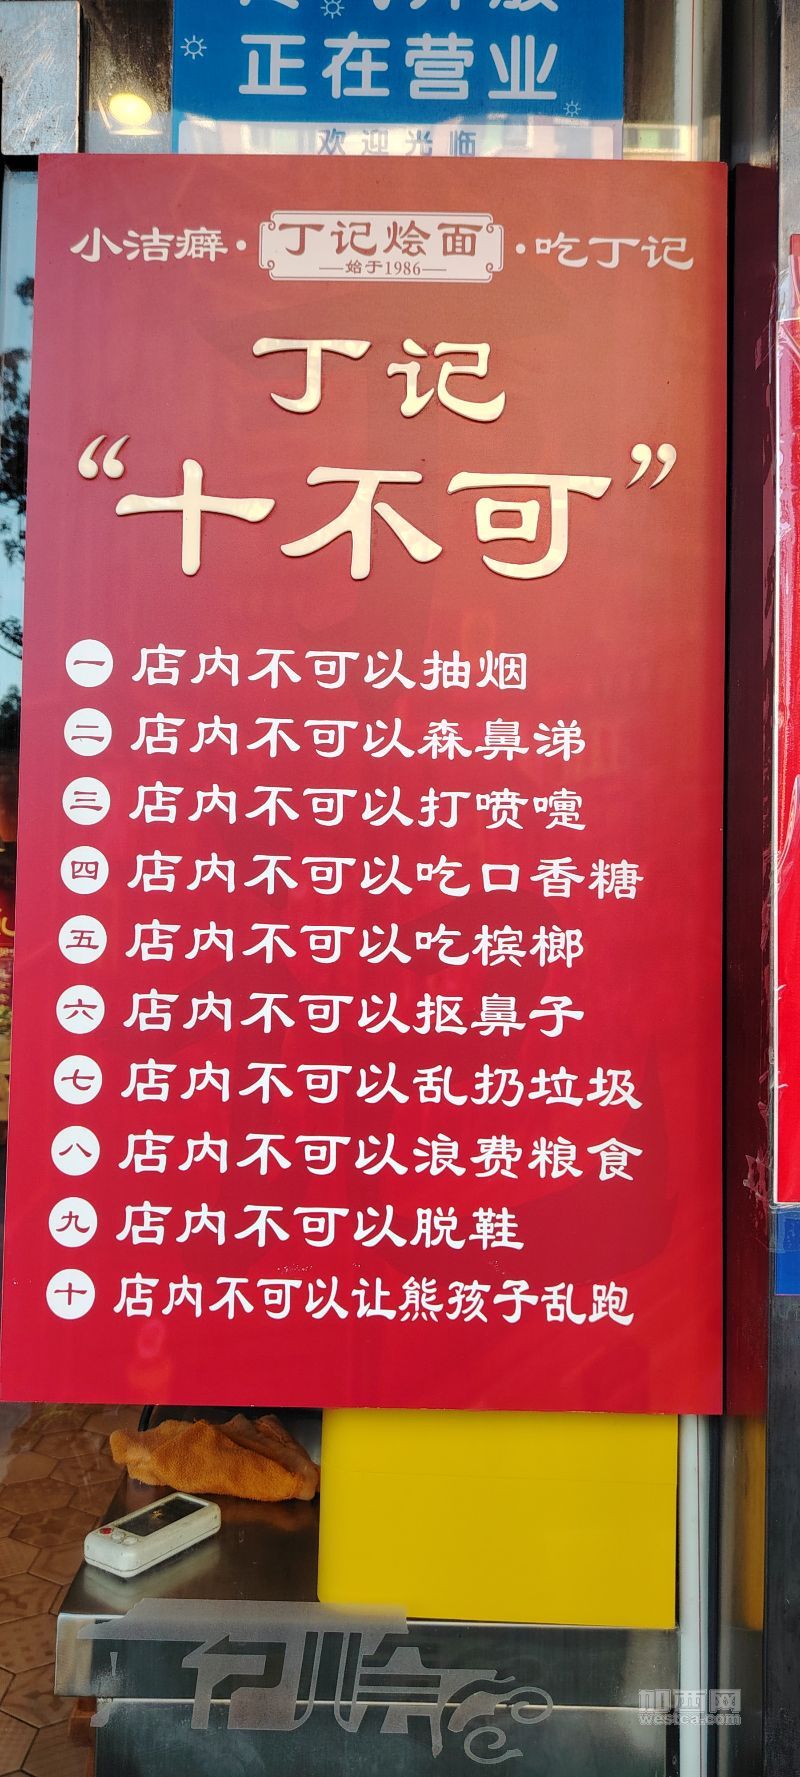 正在营业
欢迎光临
小洁癖·丁记烩面·吃丁记
始于1986
丁记
“十不可”
一 店内不可以抽烟
二 店内不可以森鼻涕
三 店内不可以打喷嚏
四 店内不可以吃口香糖
五 店内不可以吃槟榔
六 店内不可以抠鼻子
七 店内不可以乱扔垃圾
八 店内不可以浪费粮食
九 店内不可以脱鞋
十 店内不可以让熊孩子乱跑
加西网
westca.com